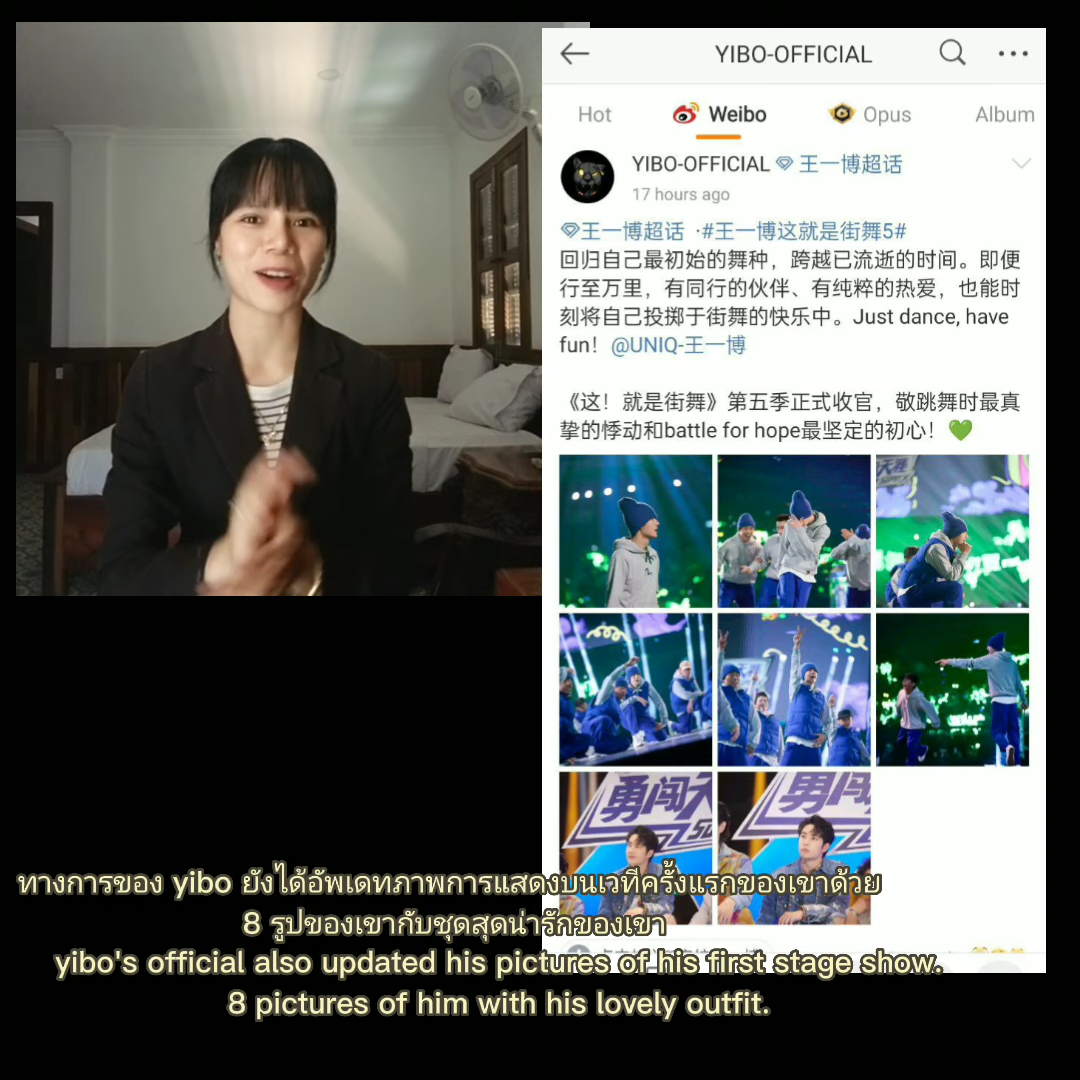 YIBO-OFFICIAL
Hot
Weibo
Opus
Album
YIBO-OFFICIAL 王一博超话
17 hours ago
王一博超话 ·#王一博这就是街舞5#
回归自己最初始的舞种，跨越已流逝的时间。即便
行至万里，有同行的伙伴、有纯粹的热爱，也能时
刻将自己投掷于街舞的快乐中。Just dance, have
fun！@UNIQ-王一博
《这！就是街舞》第五季正式收官，敬跳舞时最真
挚的悸动和battle for hope最坚定的初心！💚
天涯
勇闯天
勇闯
ทางการของ yibo ยังได้อัพเดทภาพการแสดงบนเวทีครั้งแรกของเขาด้วย
8 รูปของเขากับชุดสุดน่ารักของเขา
yibo's official also updated his pictures of his first stage show.
8 pictures of him with his lovely outfit.